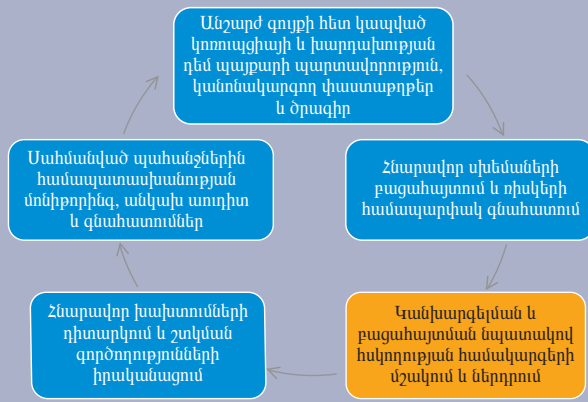 Անշարժ գույքի հետ կապված
կոռուպցիայի և խարդախության
դեմ պայքարի պարտավորություն,
կանոնակարգող փաստաթղթեր
և ծրագիր
Հնարավոր սխեմաների
բացահայտում և ռիսկերի
համապարփակ գնահատում
Կանխարգելման և
բացահայտման նպատակով
հսկողության համակարգերի
մշակում և ներդրում
Հնարավոր խախտումների
դիտարկում և շտկման
գործողությունների
իրականացում
Սահմանված պահանջներին
համապատասխանության
մոնիթորինգ, անկախ աուդիտ
և գնահատումներ